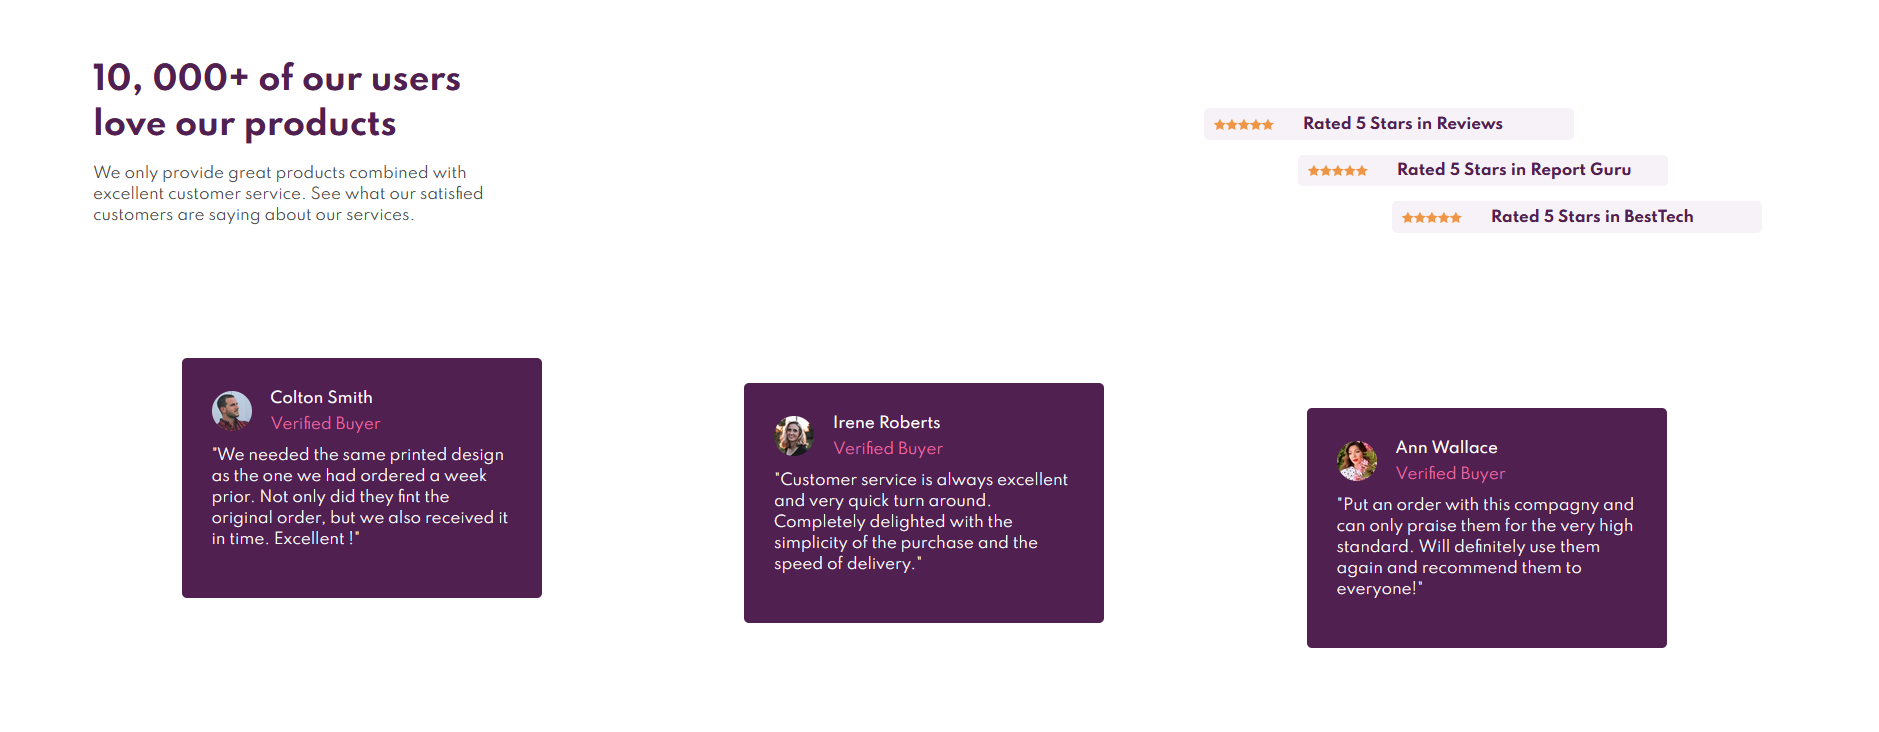 10, 000+ of our users
love our products
We only provide great products combined with
excellent customer service. See what our satisfied
customers are saying about our services.
Rated 5 Stars in Reviews
Rated 5 Stars in Report Guru
Rated 5 Stars in BestTech
Colton Smith
Verified Buyer
"We needed the same printed design
as the one we had ordered a week
prior. Not only did they fint the
original order, but we also received it
in time. Excellent !"
Irene Roberts
Verified Buyer
"Customer service is always excellent
and very quick turn around.
Completely delighted with the
simplicity of the purchase and the
speed of delivery."
Ann Wallace
Verified Buyer
"Put an order with this compagny and
can only praise them for the very high
standard. Will definitely use them
again and recommend them to
everyone!"